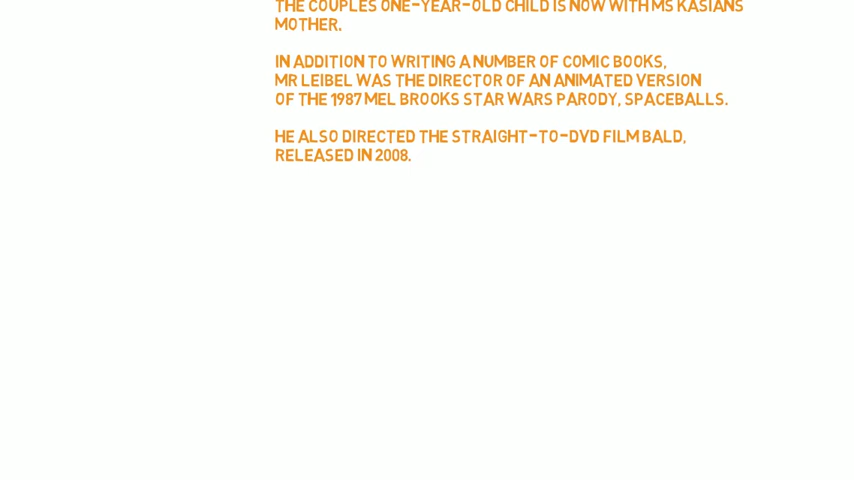 THE COUPLES ONE-YEAR-OLD CHILD IS NOW WITH MS KASIANS
MOTHER.
IN ADDITION TO WRITING A NUMBER OF COMIC BOOKS,
MR LEIBEL WAS THE DIRECTOR OF AN ANIMATED VERSION
OF THE 1987 MEL BROOKS STAR WARS PARODY, SPACEBALLS.
HE ALSO DIRECTED THE STRAIGHT-TO-DVD FILM BALD,
RELEASED IN 2008.